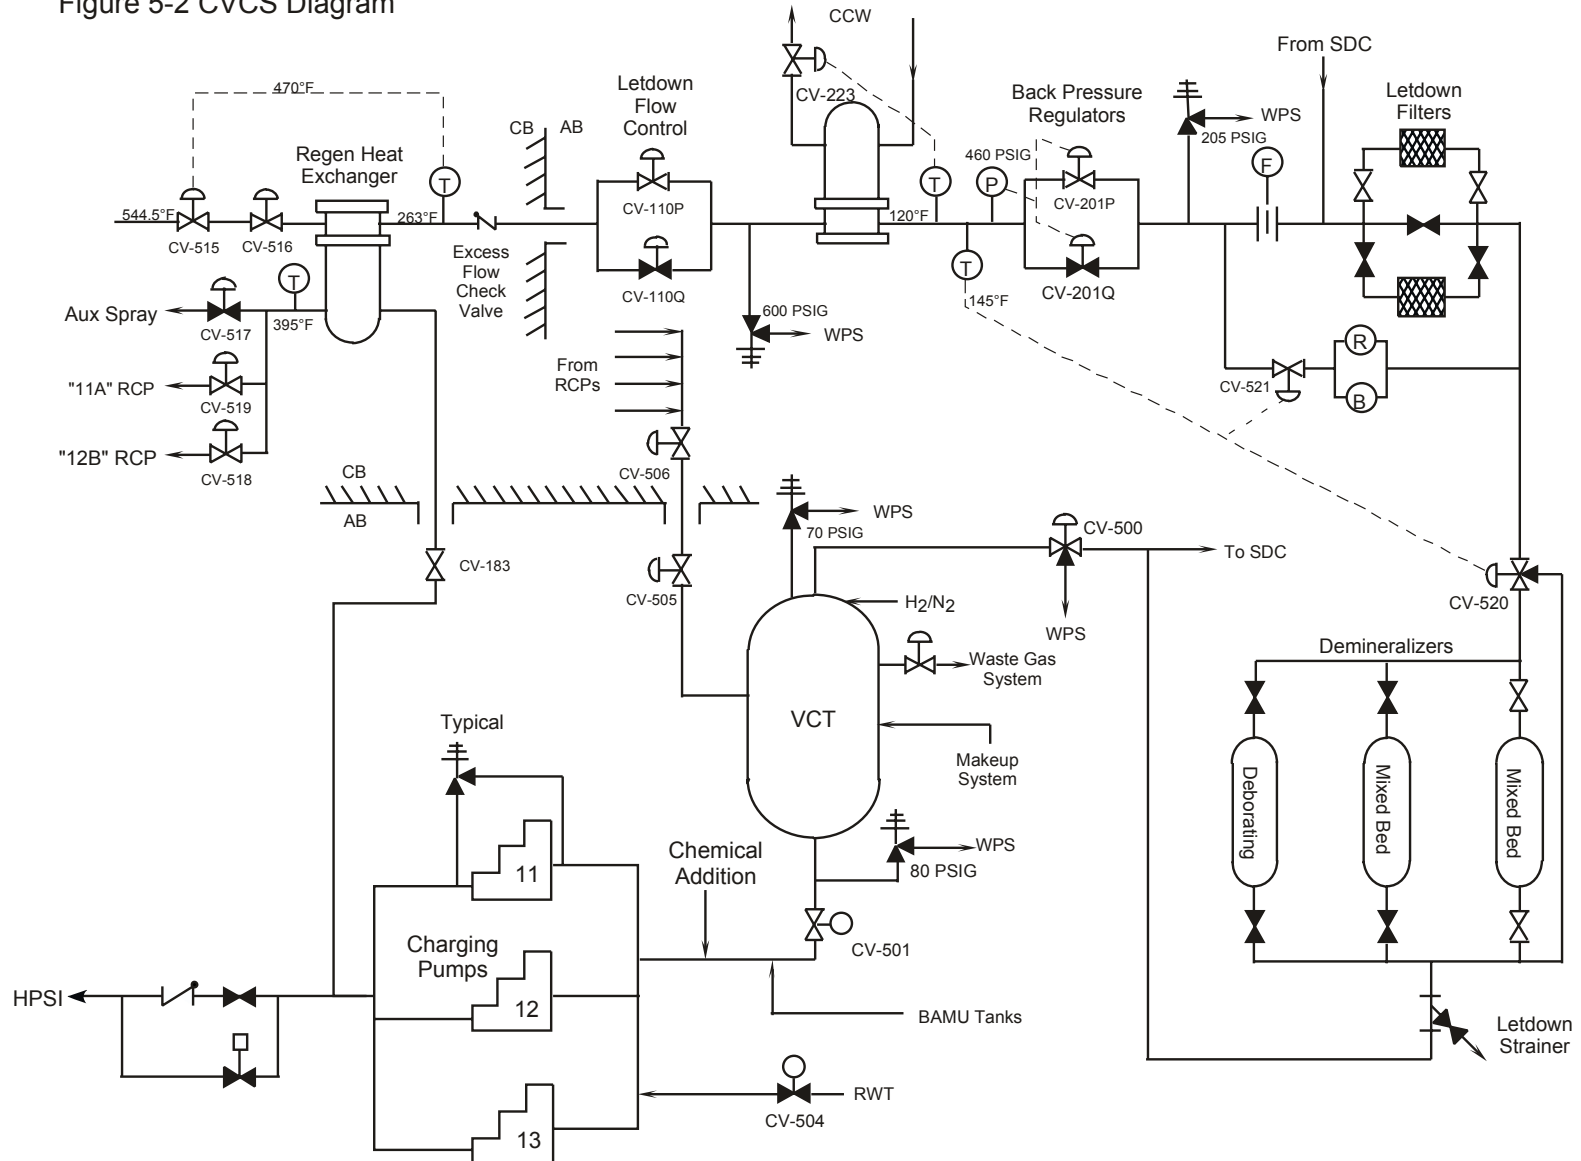 Figure 5-2 CVCS Diagram
CCW
From SDC
470°F
Letdown
Flow
Control
CV-223
Back Pressure
Regulators
Letdown
Filters
CB
AB
WPS
205 PSIG
Regen Heat
Exchanger
T
460 PSIG
T
P
F
544.5°F
263°F
CV-110P
120°F
CV-201P
CV-515
CV-516
Excess
Flow
Check
Valve
T
T
CV-110Q
CV-201Q
145°F
Aux Spray
CV-517
395°F
600 PSIG
WPS
R
From
RCPs
"11A" RCP
CV-519
CV-521
B
"12B" RCP
CV-518
CB
AB
CV-506
WPS
70 PSIG
CV-500
To SDC
CV-183
CV-505
H2/N2
CV-520
WPS
Demineralizers
Waste Gas
System
VCT
Typical
Makeup
System
Deborating
Mixed Bed
Mixed Bed
Chemical
Addition
WPS
80 PSIG
11
Charging
Pumps
CV-501
HPSI
12
BAMU Tanks
Letdown
Strainer
RWT
CV-504
13